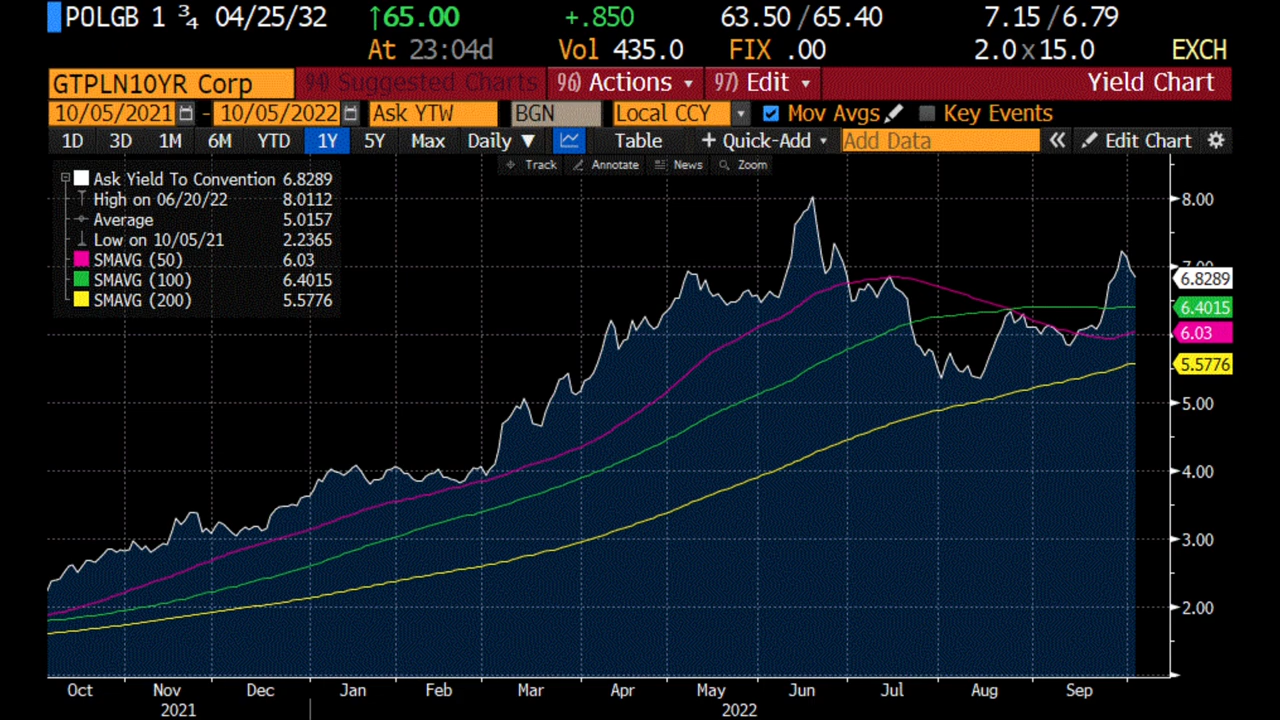 POLGB 1 ¾ 04/25/32 ↑65.00 +.850 63.50/65.40 7.15/6.79
At 23:04d Vol 435.0 FIX .00 2.0x15.0 EXCH
GTPLN10YR Corp 94) Suggested Charts 96) Actions 97) Edit Yield Chart
10/05/2021 - 10/05/2022 Ask YTW BGN Local CCY Mov Avgs Key Events
1D 3D 1M 6M YTD 1Y 5Y Max Daily ▼ Table + Quick-Add Add Data « Edit Chart
Track Annotate News Zoom
Ask Yield To Convention 6.8289
High on 06/20/22 8.0112
Average 5.0157
Low on 10/05/21 2.2365
SMAVG (50) 6.03
SMAVG (100) 6.4015
SMAVG (200) 5.5776
8.00
7.00
6.8289
6.4015
6.03
5.5776
5.00
4.00
3.00
2.00
Oct Nov Dec Jan Feb Mar Apr May Jun Jul Aug Sep
2021 2022